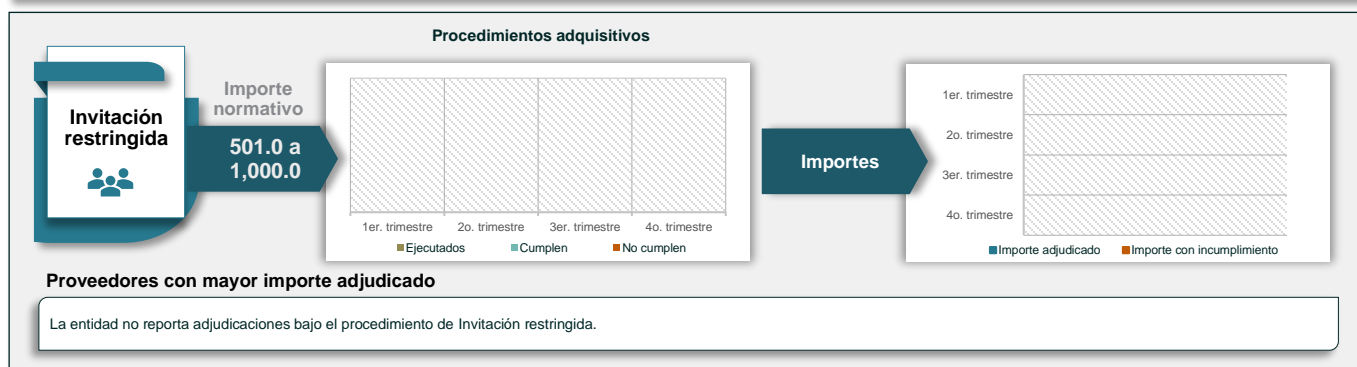 Procedimientos adquisitivos
Invitación
restringida
Importe
normativo
501.0 a
1,000.0
1er. trimestre
2o. trimestre
3er. trimestre
4o. trimestre
Ejecutados
Cumplen
No cumplen
Importes
1er. trimestre
2o. trimestre
3er. trimestre
4o. trimestre
Importe adjudicado
Importe con incumplimiento
Proveedores con mayor importe adjudicado
La entidad no reporta adjudicaciones bajo el procedimiento de Invitación restringida.